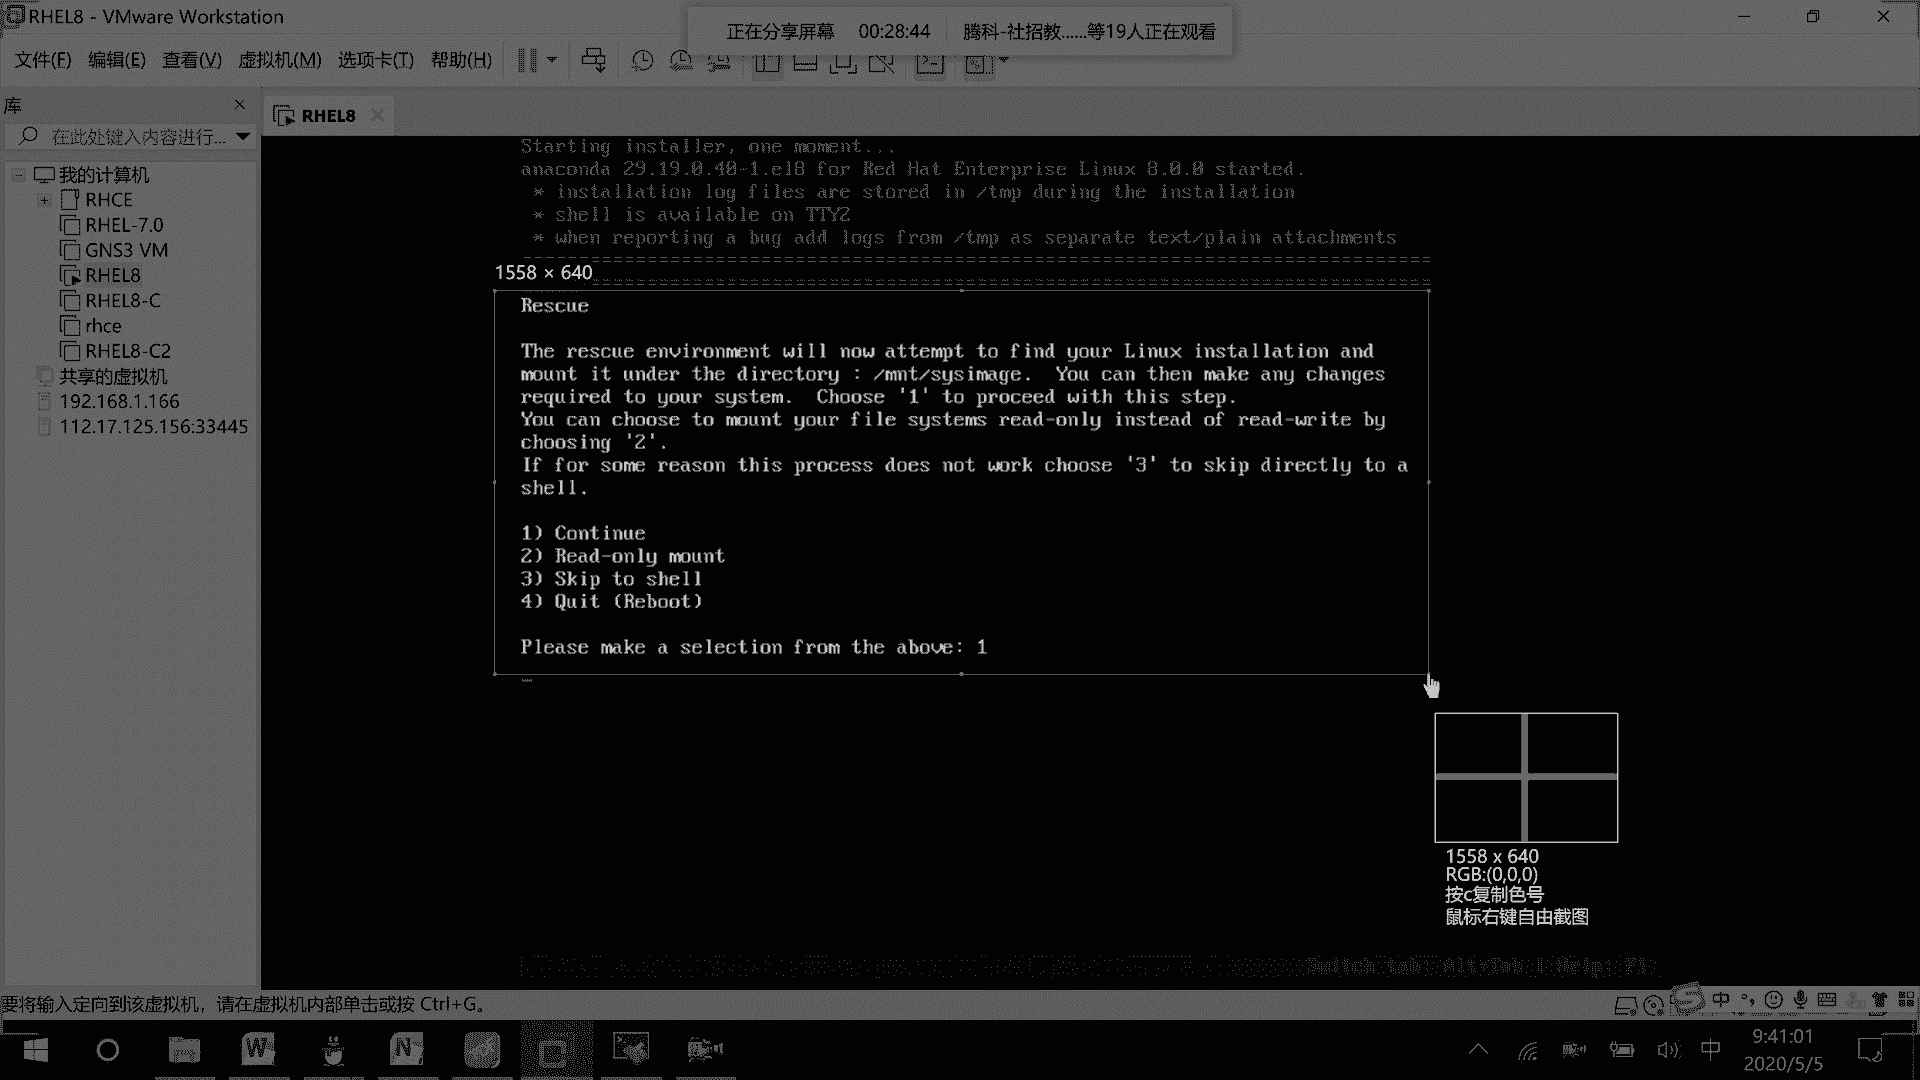 RHEL8 - VMware Workstation
正在分享屏幕 00:28:44 腾科-社招教......等19人正在观看
文件(F) 编辑(E) 查看(V) 虚拟机(M) 选项卡(T) 帮助(H)
库
在此处键入内容进行...
我的计算机
RHCE
RHEL-7.0
GNS3 VM
RHEL8
RHEL8-C
rhce
RHEL8-C2
共享的虚拟机
192.168.1.166
112.17.125.156:33445
RHEL8
Starting installer, one moment...
anaconda 29.19.0.40-1.el8 for Red Hat Enterprise Linux 8.0.0 started.
* installation log files are stored in /tmp during the installation
* shell is available on TTY2
* when reporting a bug add logs from /tmp as separate text/plain attachments
1558 × 640
Rescue
The rescue environment will now attempt to find your Linux installation and
mount it under the directory : /mnt/sysimage.  You can then make any changes
required to your system.  Choose '1' to proceed with this step.
You can choose to mount your file systems read-only instead of read-write by
choosing '2'.
If for some reason this process does not work choose '3' to skip directly to a
shell.
1) Continue
2) Read-only mount
3) Skip to shell
4) Quit (Reboot)
Please make a selection from the above: 1
1558 x 640
RGB:(0,0,0)
按c复制色号
鼠标右键自由截图
Switch tab: Alt+Tab | Help: F1
要将输入定向到该虚拟机，请在虚拟机内部单击或按 Ctrl+G。
中
中
9:41:01
2020/5/5